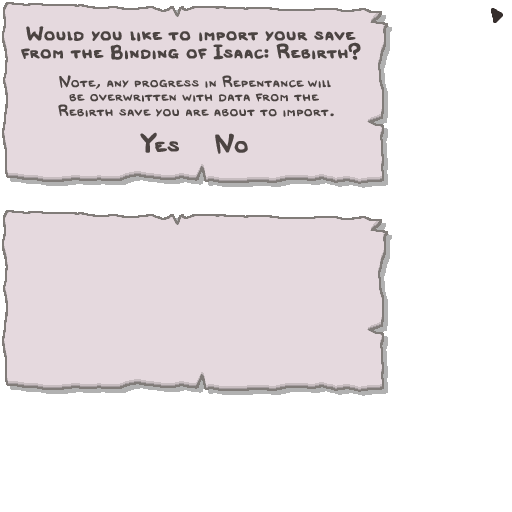 Would you like to import your save
from the Binding of Isaac: Rebirth?
Note, any progress in Repentance will
be overwritten with data from the
Rebirth save you are about to import.
Yes No